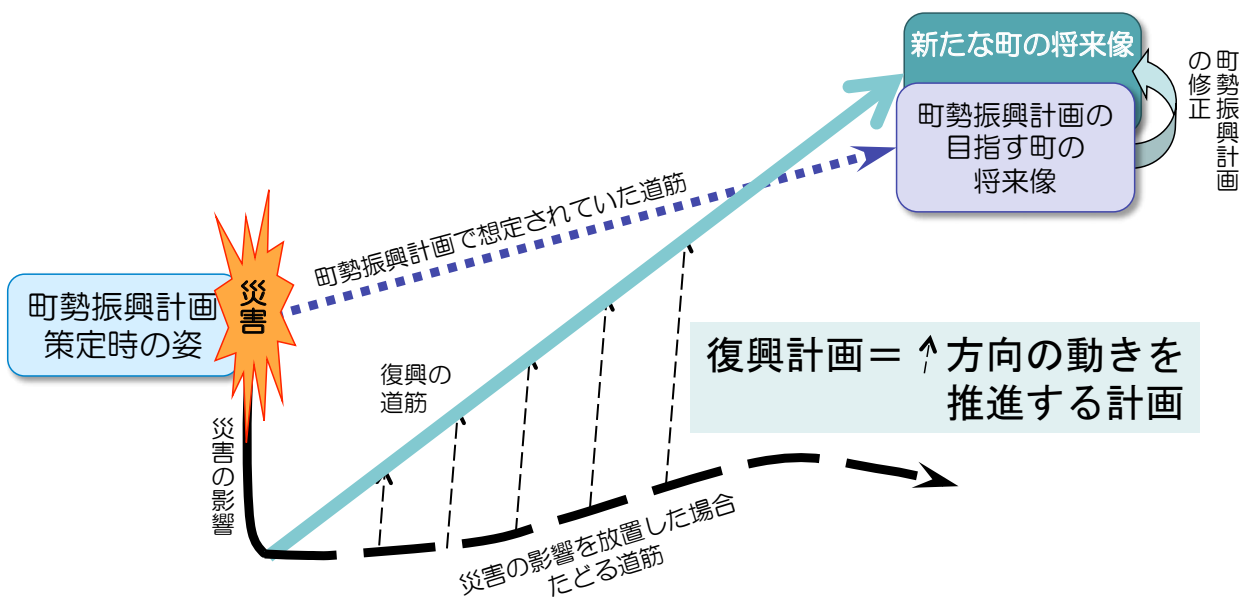 新たな町の将来像
町勢振興計画の
目指す町の
将来像
町勢振興計画
の修正
町勢振興計画で想定されていた道筋
災害
町勢振興計画
策定時の姿
復興の
道筋
復興計画＝↑方向の動きを
推進する計画
災害の影響
災害の影響を放置した場合
たどる道筋